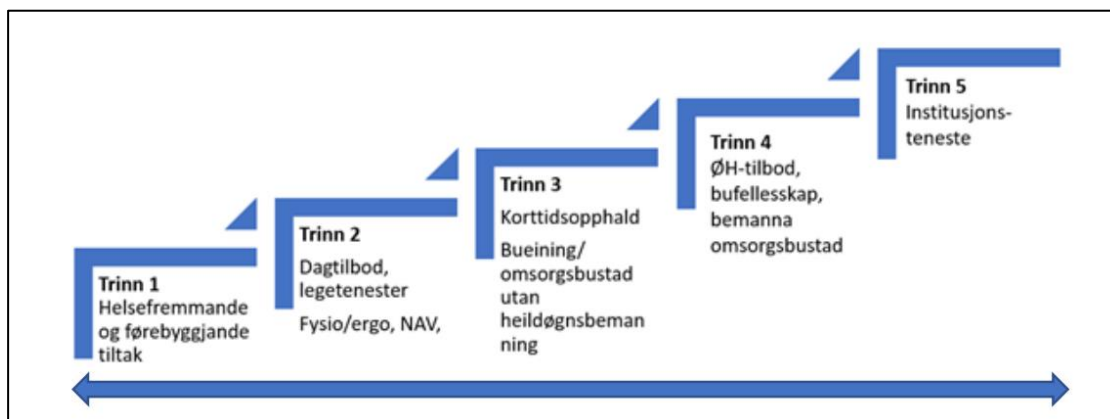 Trinn 1
Helsefremmande
og førebyggjande
tiltak
Trinn 2
Dagtilbod,
legetenester
Fysio/ergo, NAV,
Trinn 3
Korttidsopphald
Bueining/
omsorgsbustad
utan
heildøgnsbeman
ning
Trinn 4
ØH-tilbod,
bufellesskap,
bemanna
omsorgsbustad
Trinn 5
Institusjons-
teneste